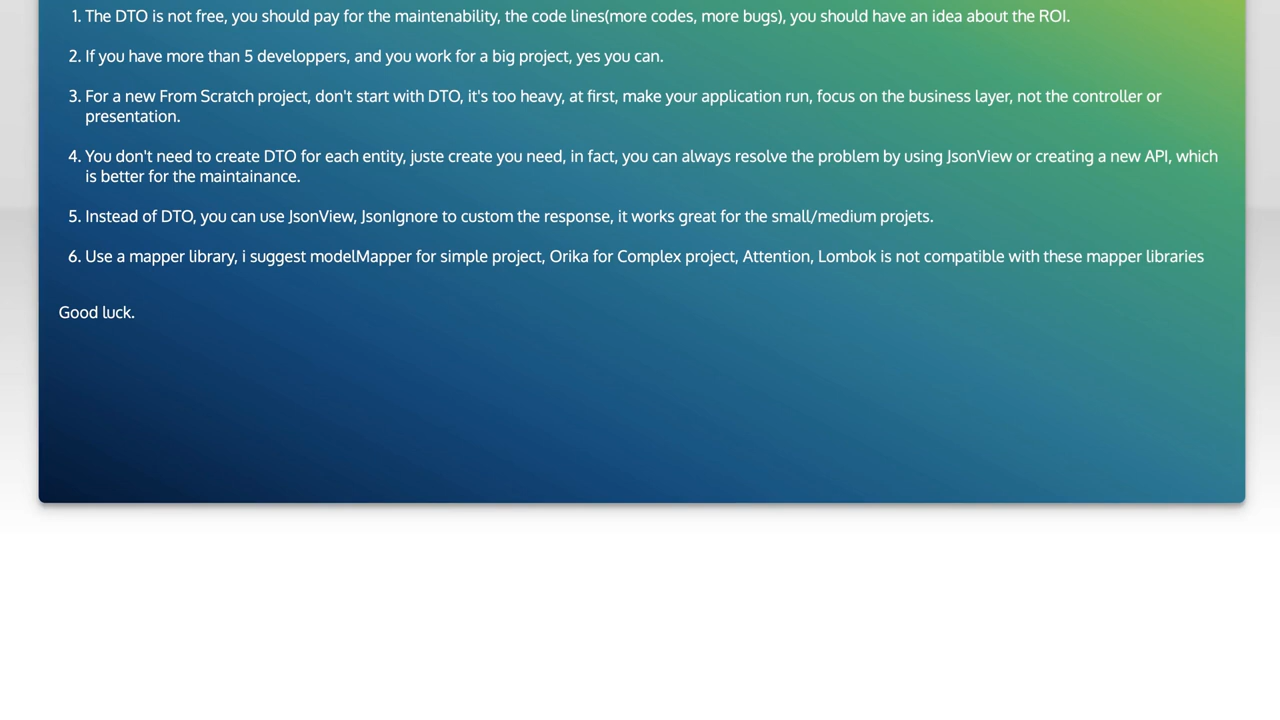 1. The DTO is not free, you should pay for the maintenability, the code lines(more codes, more bugs), you should have an idea about the ROI.
2. If you have more than 5 developpers, and you work for a big project, yes you can.
3. For a new From Scratch project, don't start with DTO, it's too heavy, at first, make your application run, focus on the business layer, not the controller or
presentation.
4. You don't need to create DTO for each entity, juste create you need, in fact, you can always resolve the problem by using JsonView or creating a new API, which
is better for the maintainance.
5. Instead of DTO, you can use JsonView, JsonIgnore to custom the response, it works great for the small/medium projets.
6. Use a mapper library, i suggest modelMapper for simple project, Orika for Complex project, Attention, Lombok is not compatible with these mapper libraries
Good luck.